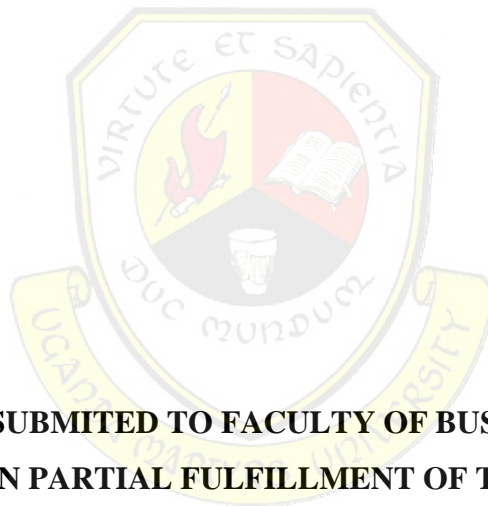 VIRTUTE ET SAPIENTIA
DUC MUNDUM
UGANDA MARTYRS UNIVERSITY
SUBMITED TO FACULTY OF BUS
N PARTIAL FULFILLMENT OF T